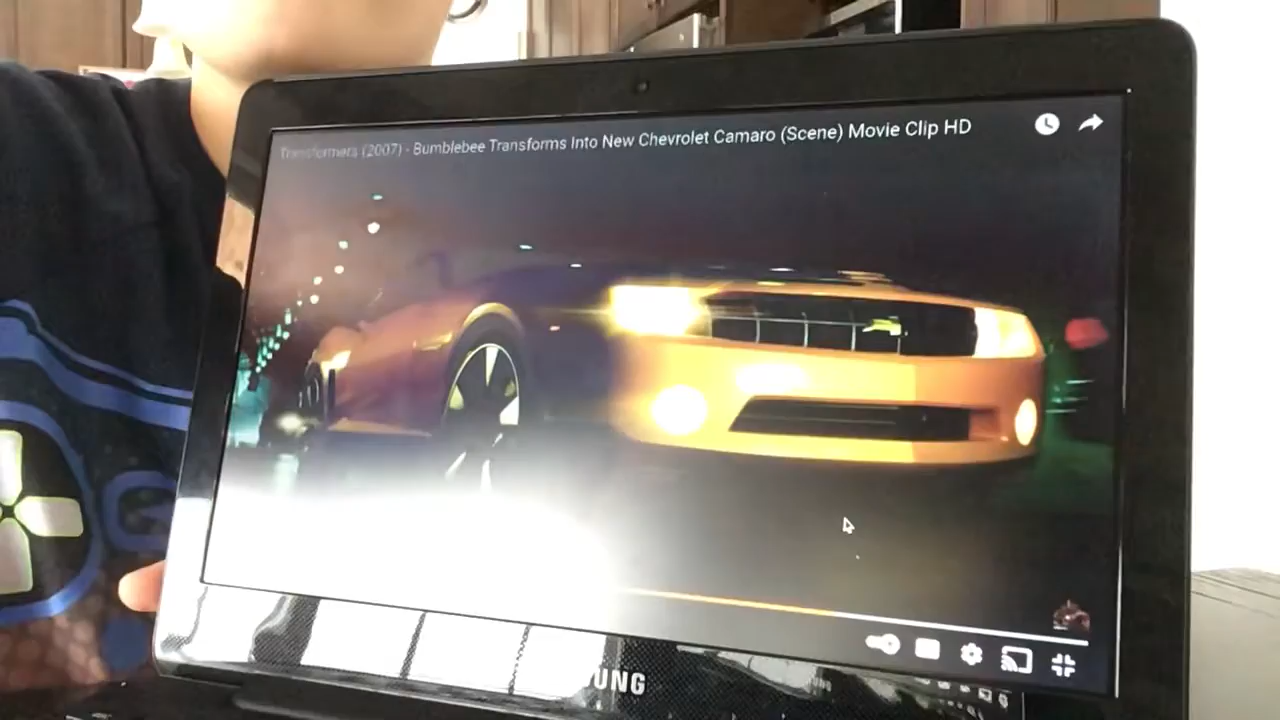 Transformers (2007) - Bumblebee Transforms Into New Chevrolet Camaro (Scene) Movie Clip HD
UNG